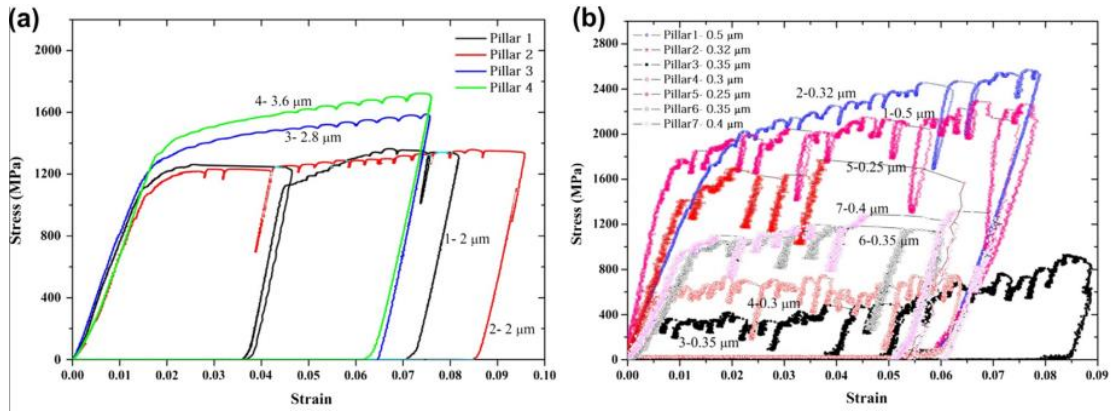 (a)
Stress (MPa)
2000
1600
1200
800
400
0
Pillar 1
Pillar 2
Pillar 3
Pillar 4
4- 3.6 μm
3- 2.8 μm
1- 2 μm
2- 2 μm
0.00 0.01 0.02 0.03 0.04 0.05 0.06 0.07 0.08 0.09 0.10
Strain
(b)
Stress (MPa)
2800
2400
2000
1600
1200
800
400
0
Pillar1- 0.5 μm
Pillar2- 0.32 μm
Pillar3- 0.35 μm
Pillar4- 0.3 μm
Pillar5- 0.25 μm
Pillar6- 0.35 μm
Pillar7- 0.4 μm
2-0.32 μm
1-0.5 μm
5-0.25 μm
7-0.4 μm
6-0.35 μm
4-0.3 μm
3-0.35 μm
0.00 0.01 0.02 0.03 0.04 0.05 0.06 0.07 0.08 0.09
Strain